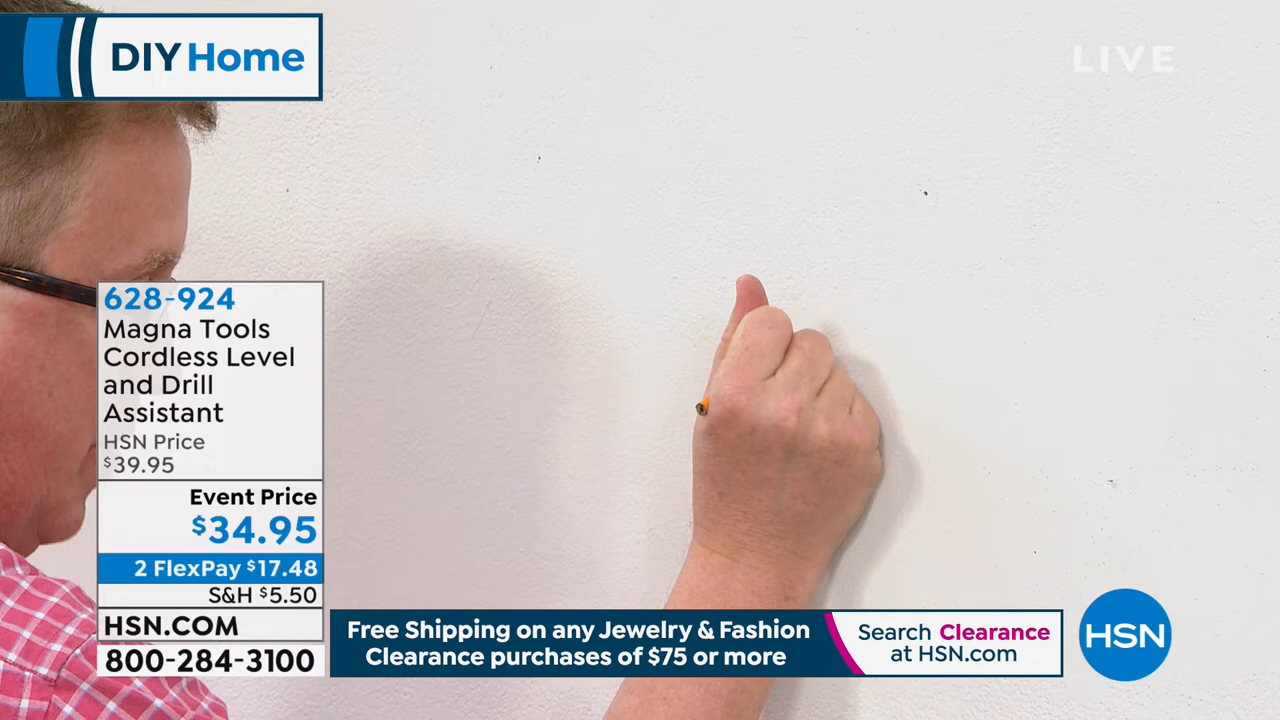 DIY Home
LIVE
628-924
Magna Tools
Cordless Level
and Drill
Assistant
HSN Price
$39.95
Event Price
$34.95
2 FlexPay $17.48
S&H $5.50
HSN.COM
800-284-3100
Free Shipping on any Jewelry & Fashion
Clearance purchases of $75 or more
Search Clearance
at HSN.com
HSN